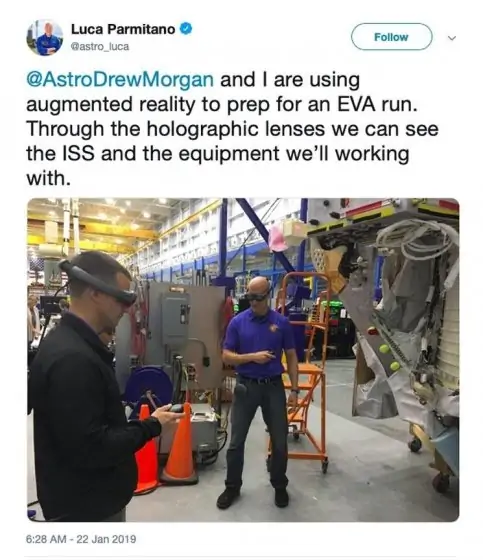 Luca Parmitano
@astro_luca
Follow
@AstroDrewMorgan and I are using
augmented reality to prep for an EVA run.
Through the holographic lenses we can see
the ISS and the equipment we'll working
with.
6:28 AM - 22 Jan 2019